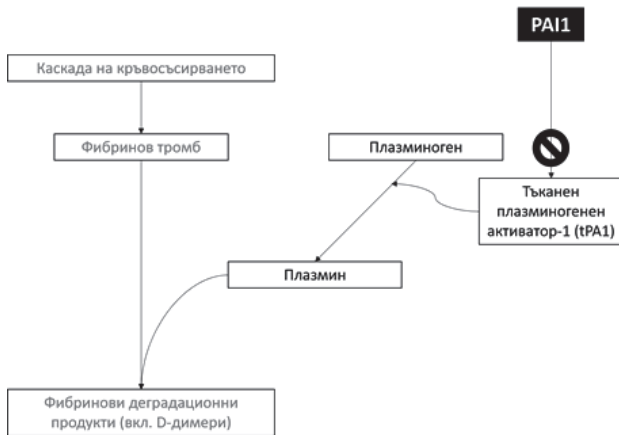 PAI1
Каскада на кръвосъсирването
Фибринов тромб
Плазминоген
Тъканен
плазминогенен
активатор-1 (tPA1)
Плазмин
Фибринови деградационни
продукти (вкл. D-димери)